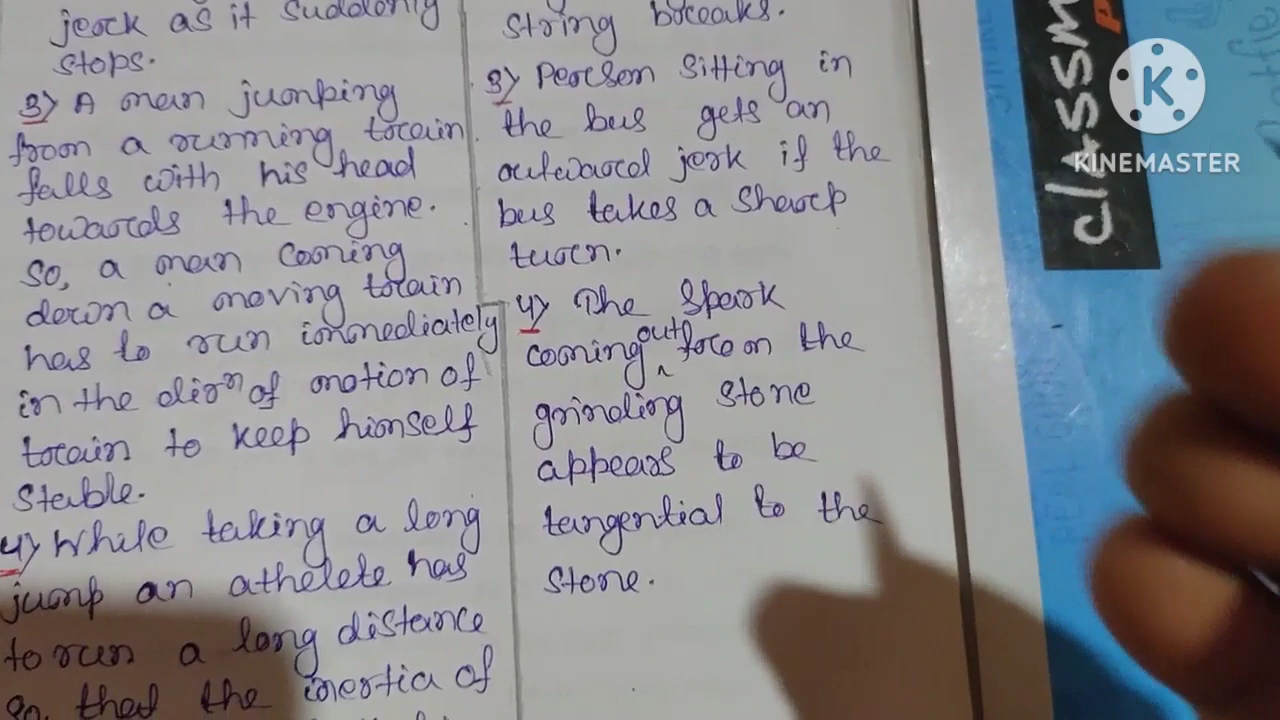 jerk as it suddenly
stops.
3) A man jumping
from a running train
falls with his head
towards the engine.
So, a man coming
down a moving train
has to run immediately
in the dirⁿ of motion of
train to keep himself
stable.
4) While taking a long
jump an athelete has
to run a long distance
so that the inertia of
string breaks.
3) Person sitting in
the bus gets an
outward jerk if the
bus takes a sharp
turn.
4) The spark
coming out from the
grinding stone
appears to be
tangential to the
stone.
classm
K
KINEMASTER